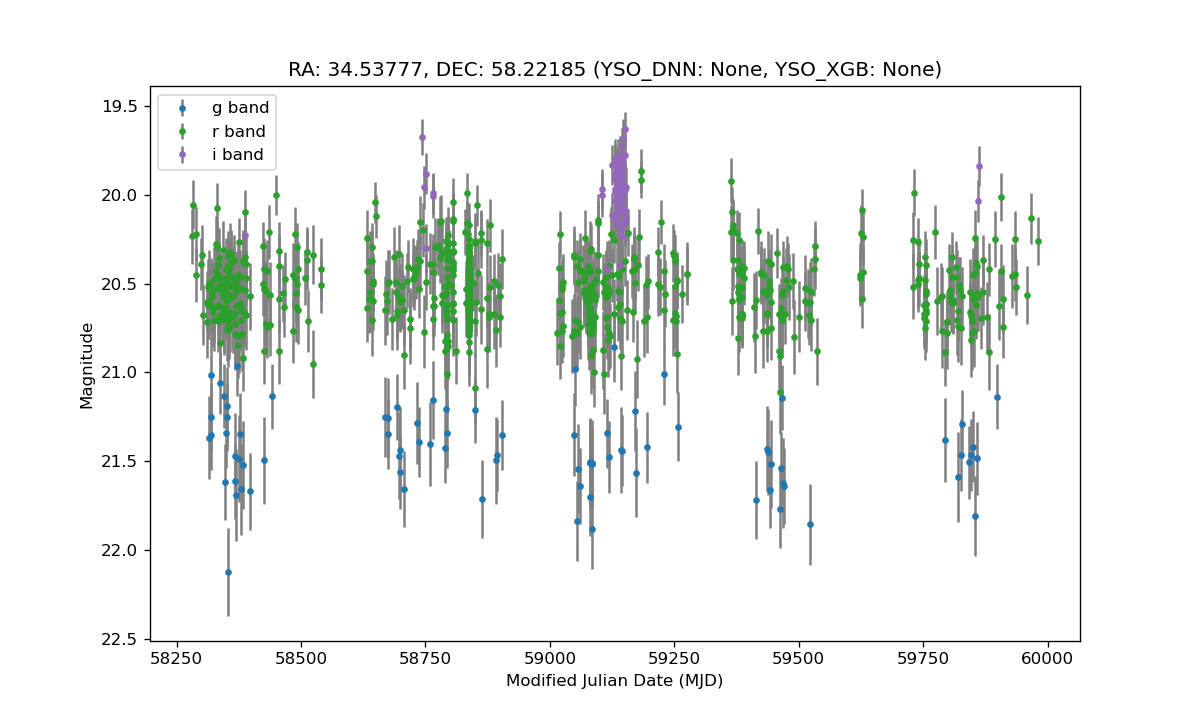 RA: 34.53777, DEC: 58.22185 (YSO_DNN: None, YSO_XGB: None)
g band
r band
i band
19.5
20.0
20.5
21.0
21.5
22.0
22.5
Magnitude
58250 58500 58750 59000 59250 59500 59750 60000
Modified Julian Date (MJD)